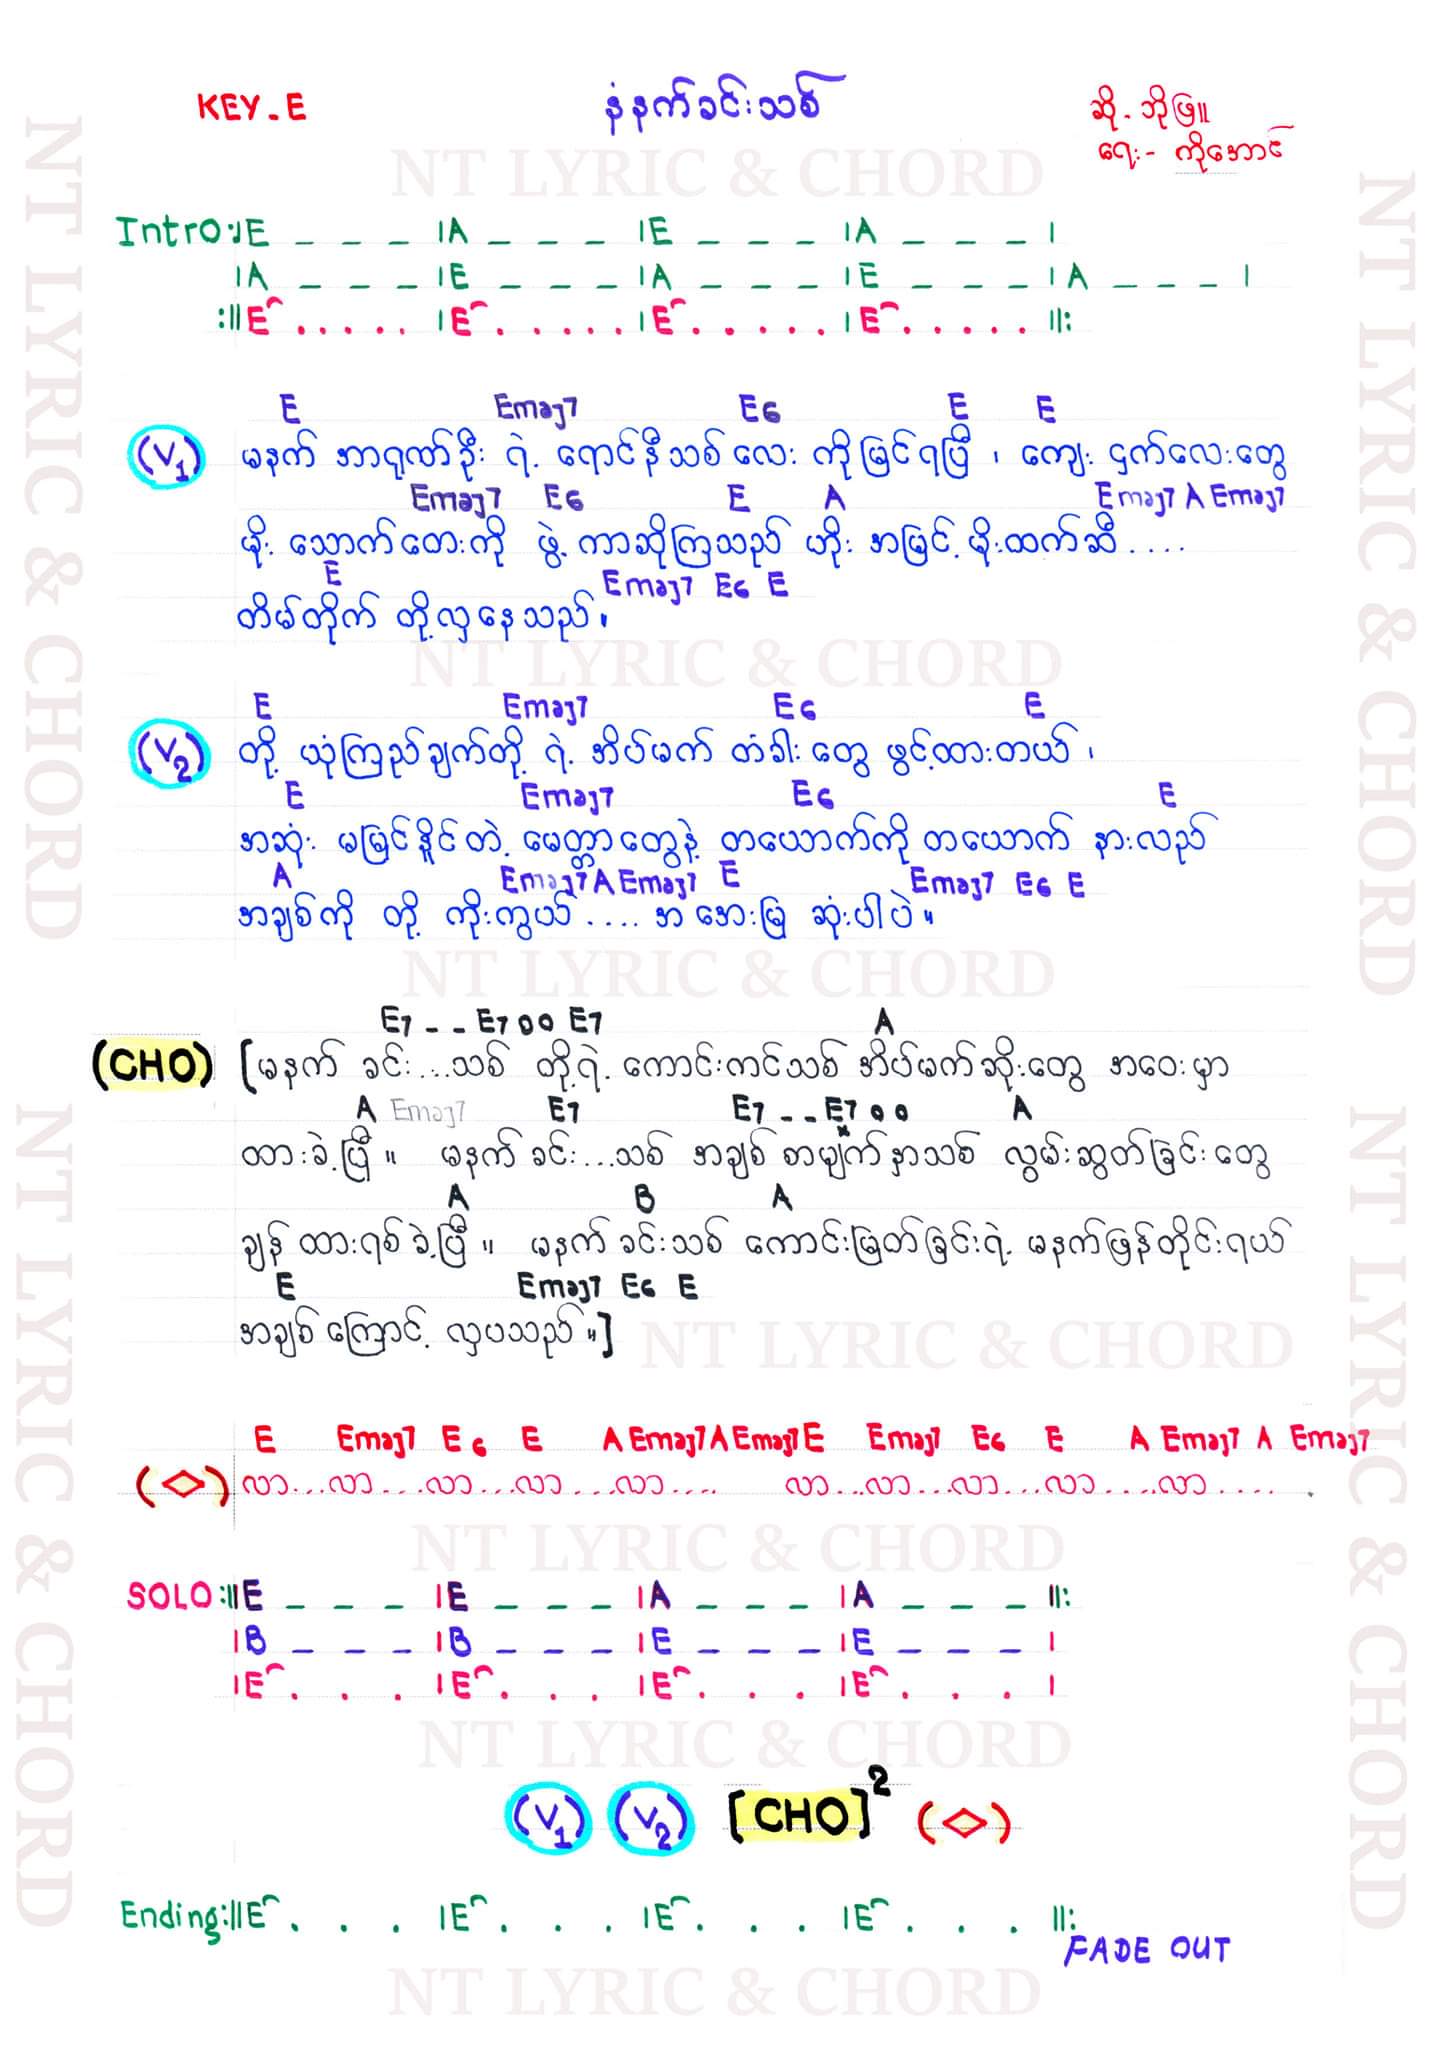 KEY - E
နံနက်ခင်းသစ်
ဆို - ဘိုဖြူ
ရေး - ကိုအောင်
NT LYRIC & CHORD
Intro :|E _ _ _ |A _ _ _ |E _ _ _ |A _ _ _ |
|A _ _ _ |E _ _ _ |A _ _ _ |E _ _ _ | A _ _ _ |
:||E . . . . . |E . . . . . |E . . . . . |E . . . . . ||:
E Emaj7 E6 E E
(V1) မနက် အာရုဏ်ဦး ရဲ့ ရောင်နီသစ် လေး ကိုမြင်ရပြီ ၊ ကျေး ငှက်လေးတွေ
Emaj7 E6 E A Emaj7 A Emaj7
မိုး သောက်တေးကို ဖွဲ့ ကာဆိုကြသည် ဟိုး အမြင့် မိုးထက်ဆီ ....
E Emaj7 E6 E
တိမ်တိုက် တို့လှနေသည် ။
NT LYRIC & CHORD
E Emaj7 E6 E
(V2) တို့ ယုံကြည်ချက်တို့ ရဲ့ အိပ်မက် တံခါး တွေ ဖွင့်ထားတယ် ၊
E Emaj7 E6 E
အဆုံး မမြင်နိုင်တဲ့ မေတ္တာတွေနဲ့ တယောက်ကို တယောက် နားလည်
A Emaj7 A Emaj7 E Emaj7 E6 E
အချစ်ကို တို့ ကိုးကွယ် .... အ အေးမြ ဆုံးပါပဲ ။
NT LYRIC & CHORD
E7 _ _ E7 o o E7 A
(CHO) [မနက် ခင်း...သစ် တို့ရဲ့ ကောင်းကင်သစ် အိပ်မက်ဆိုးတွေ အဝေးမှာ
A Emaj7 E7 E7 _ _ E7 o o A
ထားခဲ့ပြီ ။ မနက် ခင်း...သစ် အချစ် စာမျက်နှာသစ် လွမ်းဆွတ်ခြင်းတွေ
A B A
ချန် ထားရစ်ခဲ့ပြီ ။ မနက် ခင်းသစ် ကောင်းမြတ်ခြင်းရဲ့ မနက်ဖြန်တိုင်းရယ်
E Emaj7 E6 E
အချစ်ကြောင့် လှပသည် ။]
NT LYRIC & CHORD
E Emaj7 E6 E A Emaj7 A Emaj7 E Emaj7 E6 E A Emaj7 A Emaj7
(◇) လာ...လာ...လာ...လာ...လာ.... လာ...လာ...လာ...လာ....လာ....
NT LYRIC & CHORD
SOLO :||E _ _ _ |E _ _ _ |A _ _ _ |A _ _ _ ||:
|B _ _ _ |B _ _ _ |E _ _ _ |E _ _ _ |
|E . . . |E . . . |E . . . |E . . . |
NT LYRIC & CHORD
(V1) (V2) [CHO]2 (◇)
Ending :||E . . . |E . . . |E . . . |E . . . ||:
FADE OUT
NT LYRIC & CHORD
NT LYRIC & CHORD
NT LYRIC & CHORD
NT LYRIC & CHORD
NT LYRIC & CHORD